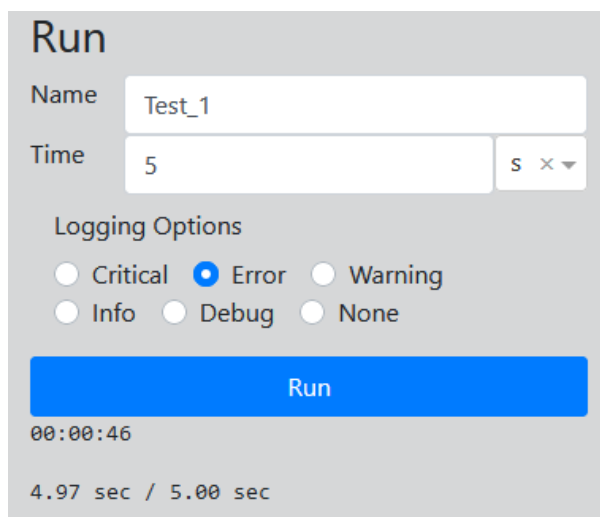 Run
Name Test_1
Time 5 s ×
Logging Options
Critical Error Warning
Info Debug None
Run
00:00:46
4.97 sec / 5.00 sec